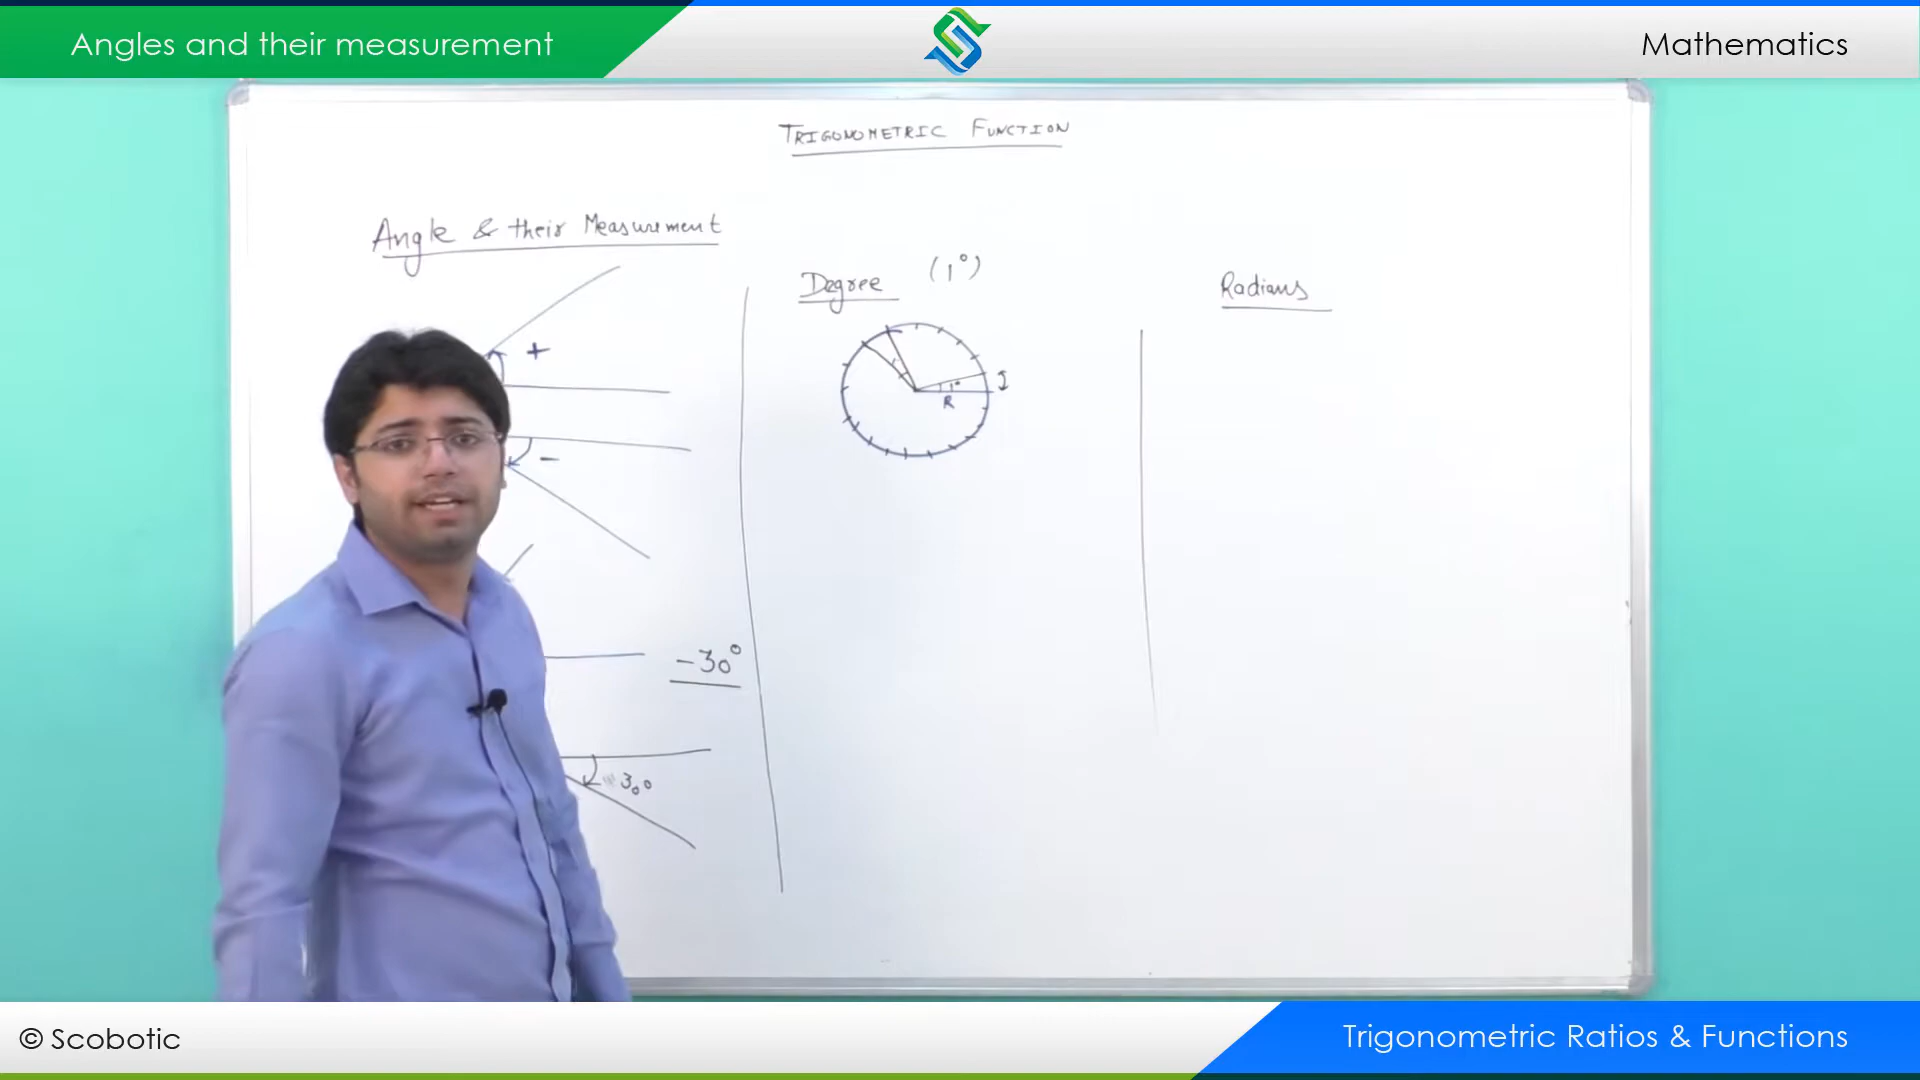 Angles and their measurement
Mathematics
TRIGONOMETRIC FUNCTION
Angle & their Measurement
Degree (1°)
Radians
+
1°
R
-
-30°
30°
© Scobotic
Trigonometric Ratios & Functions